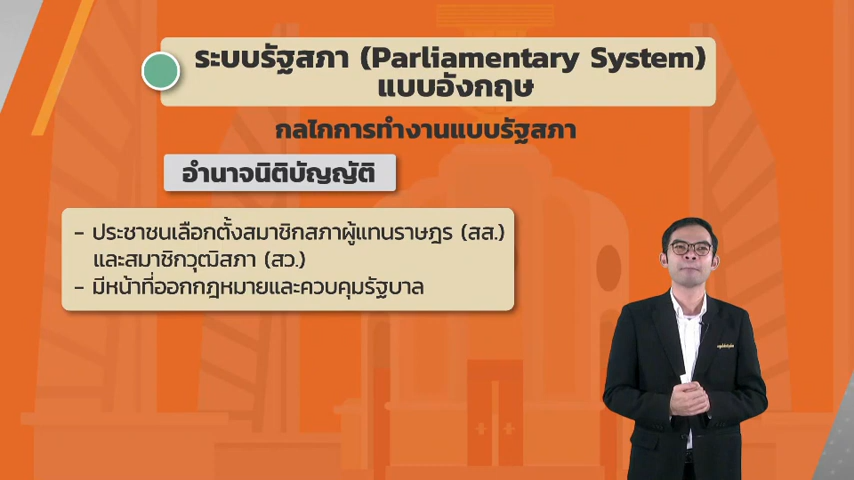 ระบบรัฐสภา (Parliamentary System)
แบบอังกฤษ
กลไกการทำงานแบบรัฐสภา
อำนาจนิติบัญญัติ
- ประชาชนเลือกตั้งสมาชิกสภาผู้แทนราษฎร (สส.)
และสมาชิกวุฒิสภา (สว.)
- มีหน้าที่ออกกฎหมายและควบคุมรัฐบาล